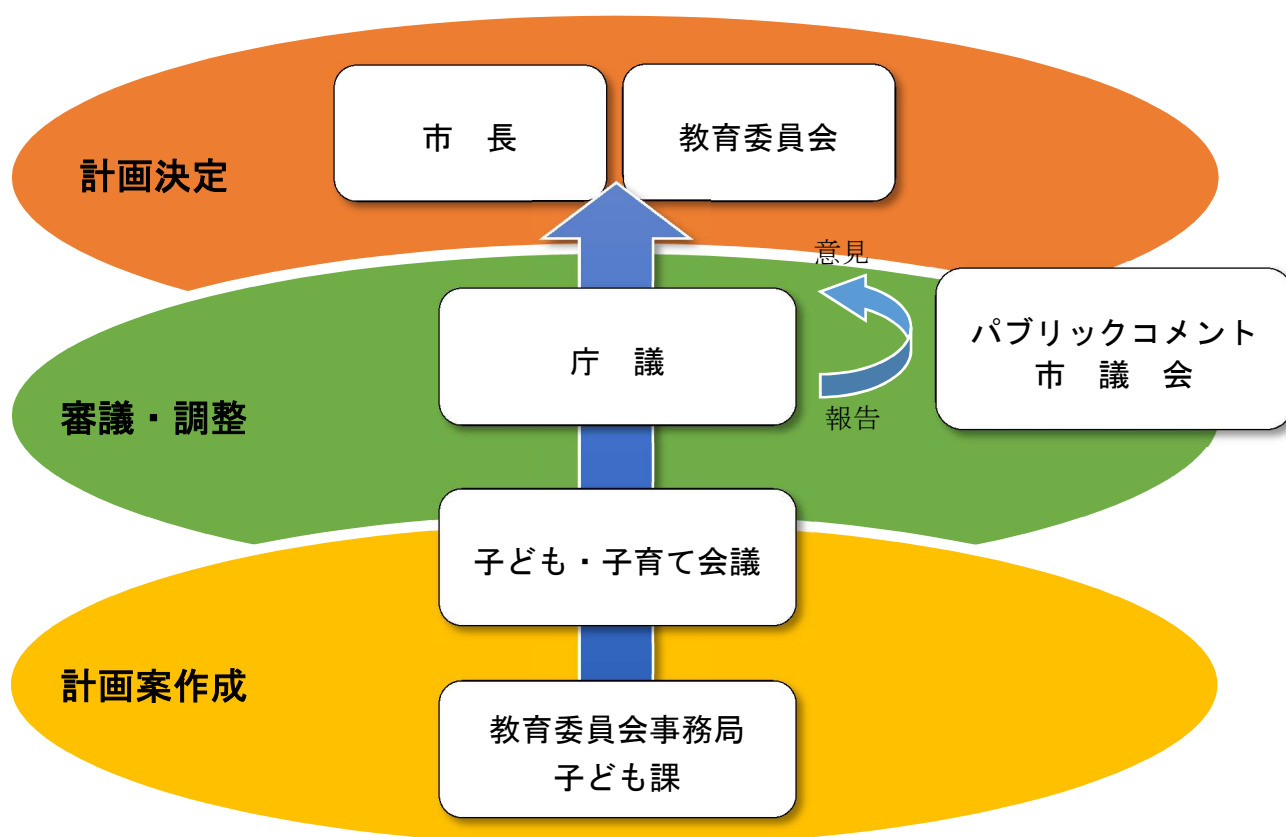 市　長
教育委員会
計画決定
意見
パブリックコメント
市　議　会
庁　議
審議・調整
報告
子ども・子育て会議
計画案作成
教育委員会事務局
子ども課